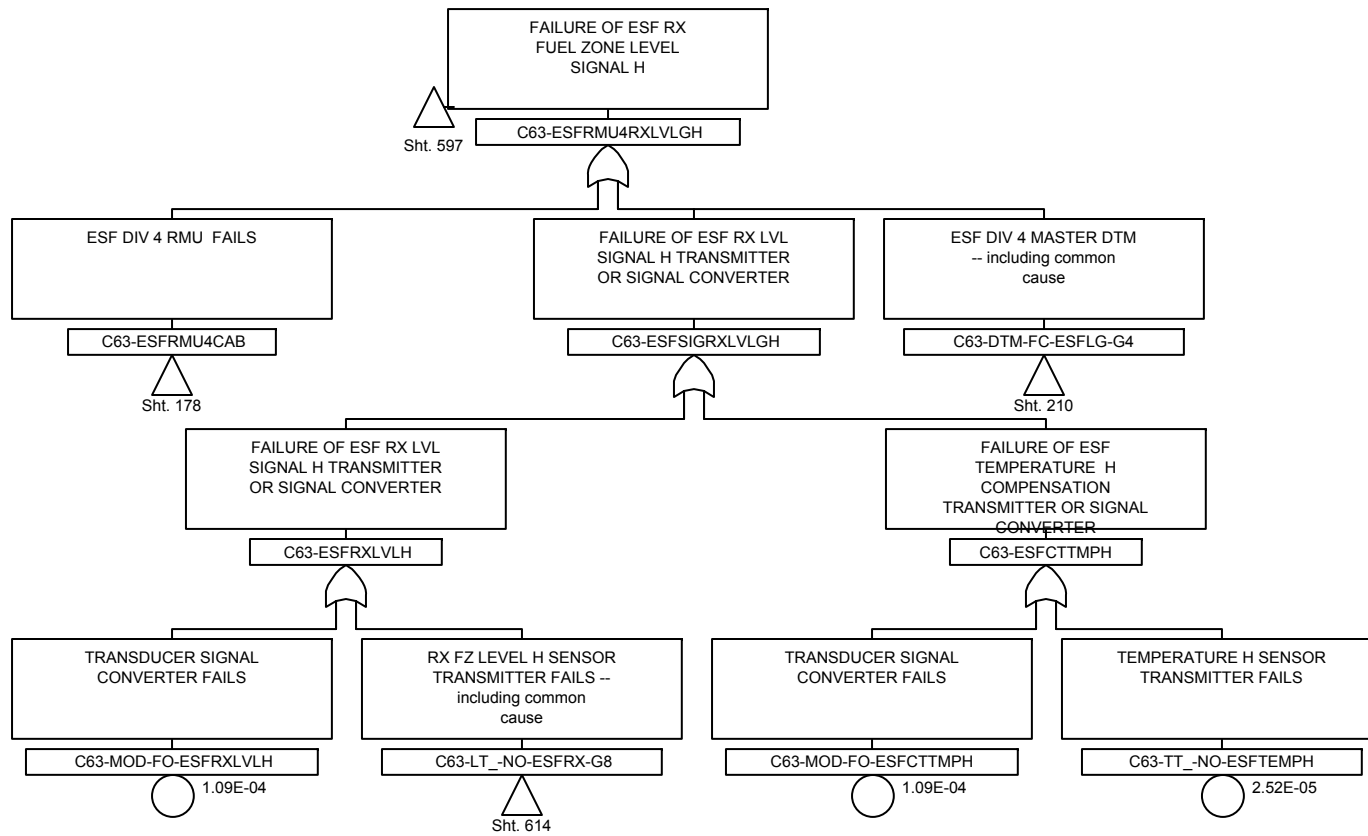 FAILURE OF ESF RX
FUEL ZONE LEVEL
SIGNAL H
Sht. 597
C63-ESFRMU4RXLVLGH
ESF DIV 4 RMU  FAILS
C63-ESFRMU4CAB
Sht. 178
FAILURE OF ESF RX LVL
SIGNAL H TRANSMITTER
OR SIGNAL CONVERTER
C63-ESFSIGRXLVLGH
ESF DIV 4 MASTER DTM
-- including common
cause
C63-DTM-FC-ESFLG-G4
Sht. 210
FAILURE OF ESF RX LVL
SIGNAL H TRANSMITTER
OR SIGNAL CONVERTER
C63-ESFRXLVLH
FAILURE OF ESF
TEMPERATURE  H
COMPENSATION
TRANSMITTER OR SIGNAL
CONVERTER
C63-ESFCTTMPH
TRANSDUCER SIGNAL
CONVERTER FAILS
C63-MOD-FO-ESFRXLVLH
1.09E-04
RX FZ LEVEL H SENSOR
TRANSMITTER FAILS --
including common
cause
C63-LT_-NO-ESFRX-G8
Sht. 614
TRANSDUCER SIGNAL
CONVERTER FAILS
C63-MOD-FO-ESFCTTMPH
1.09E-04
TEMPERATURE H SENSOR
TRANSMITTER FAILS
C63-TT_-NO-ESFTEMPH
2.52E-05